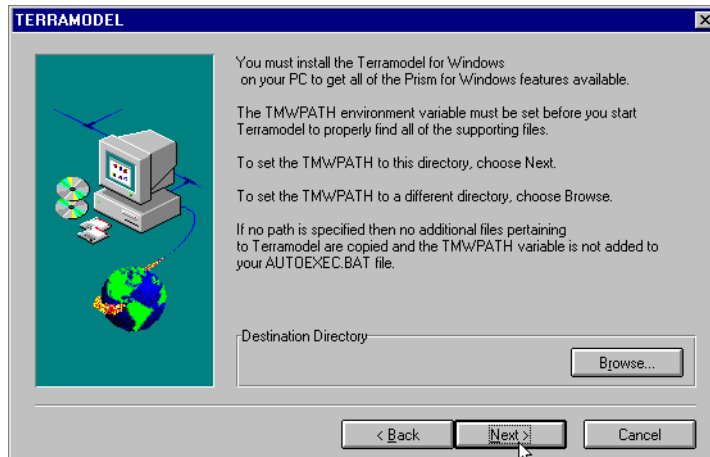 TERRAMODEL
You must install the Terramodel for Windows
on your PC to get all of the Prism for Windows features available.
The TMWPATH environment variable must be set before you start
Terramodel to properly find all of the supporting files.
To set the TMWPATH to this directory, choose Next.
To set the TMWPATH to a different directory, choose Browse.
If no path is specified then no additional files pertaining
to Terramodel are copied and the TMWPATH variable is not added to
your AUTOEXEC.BAT file.
Destination Directory
Browse...
< Back
Next >
Cancel